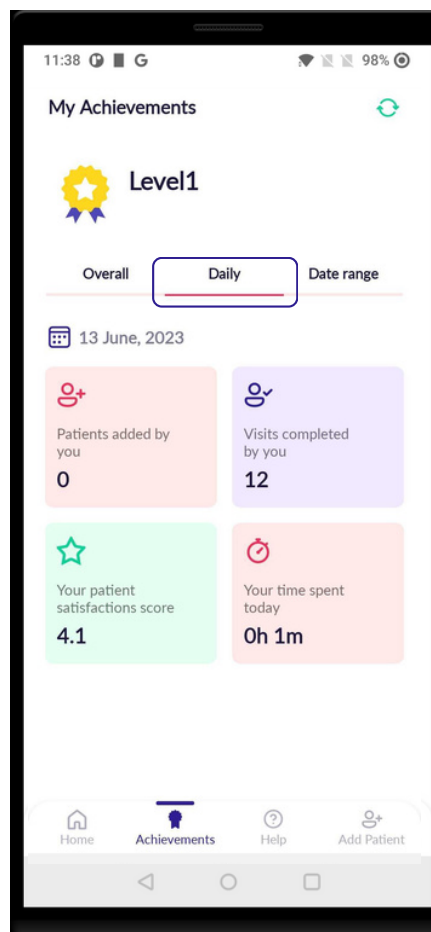 11:38 G 98%
My Achievements
Level1
Overall Daily Date range
13 June, 2023
Patients added by
you
0
Visits completed
by you
12
Your patient
satisfactions score
4.1
Your time spent
today
0h 1m
Home Achievements Help Add Patient